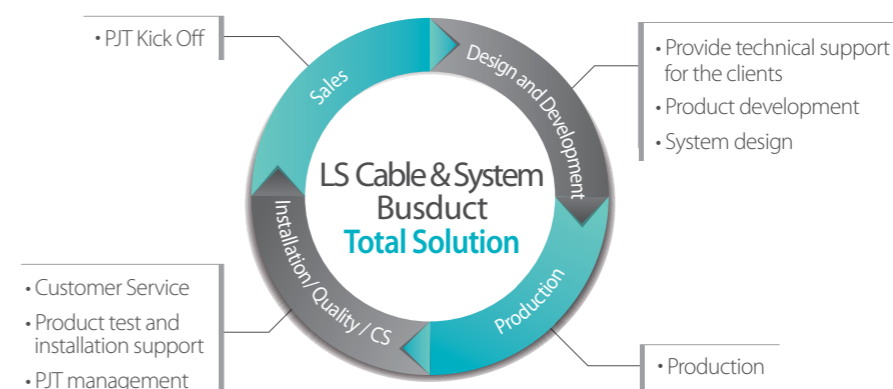 • PJT Kick Off
Sales
Design and Development
• Provide technical support
for the clients
• Product development
• System design
LS Cable & System
Busduct
Total Solution
Installation / Quality / CS
Production
• Customer Service
• Product test and
installation support
• PJT management
• Production